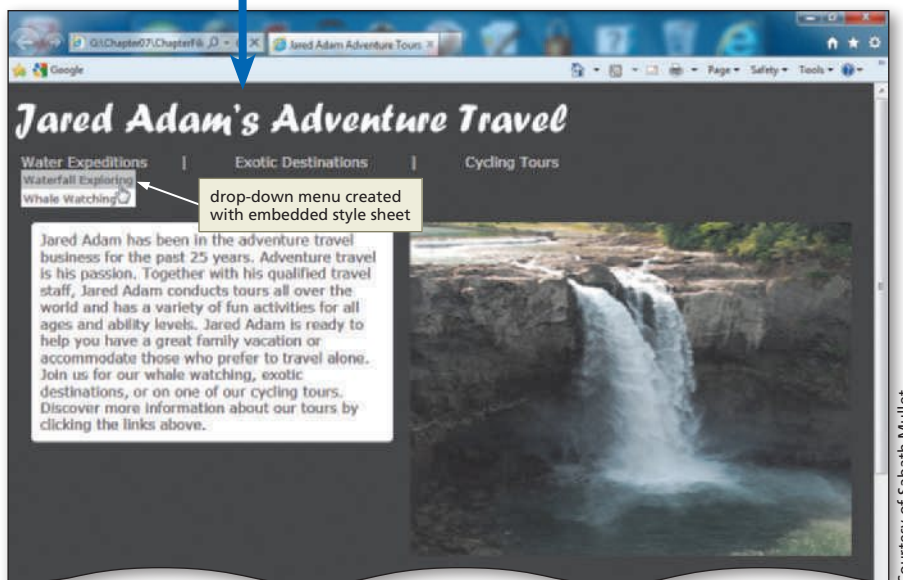 G:\Chapter07\ChapterFil
Jared Adam Adventure Tours
Google
Page
Safety
Tools
Jared Adam's Adventure Travel
Water Expeditions | Exotic Destinations | Cycling Tours
Waterfall Exploring
Whale Watching
drop-down menu created
with embedded style sheet
Jared Adam has been in the adventure travel
business for the past 25 years. Adventure travel
is his passion. Together with his qualified travel
staff, Jared Adam conducts tours all over the
world and has a variety of fun activities for all
ages and ability levels. Jared Adam is ready to
help you have a great family vacation or
accommodate those who prefer to travel alone.
Join us for our whale watching, exotic
destinations, or on one of our cycling tours.
Discover more information about our tours by
clicking the links above.
Courtesy of Sabath Mullet